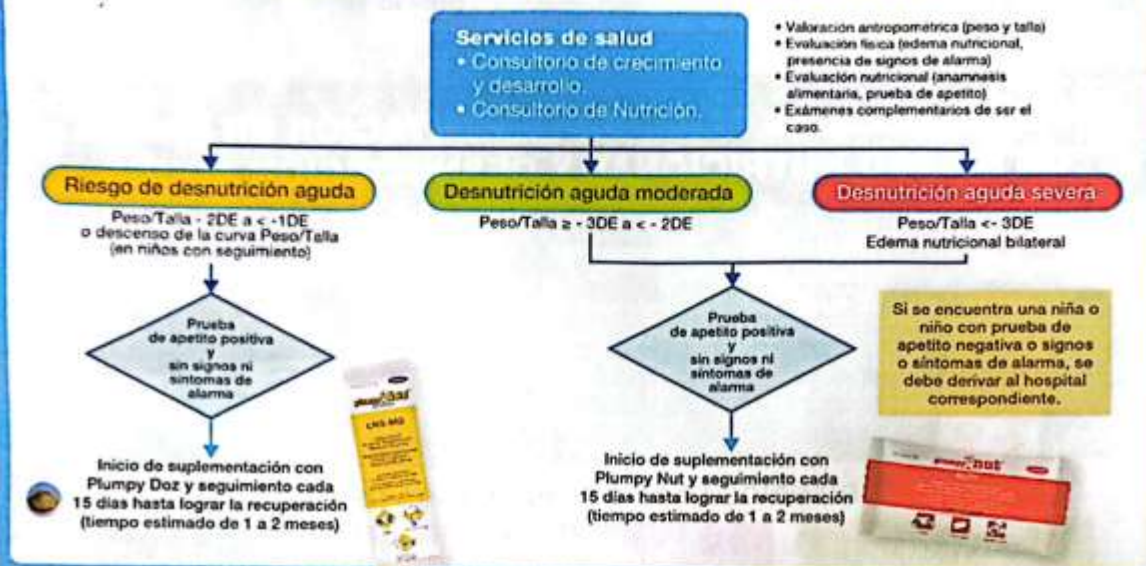 Servicios de salud
• Consultorio de crecimiento
y desarrollo.
• Consultorio de Nutrición.
• Valoración antropométrica (peso y talla)
• Evaluación física (edema nutricional,
presencia de signos de alarma)
• Evaluación nutricional (anamnesis
alimentaria, prueba de apetito)
• Exámenes complementarios de ser el
caso.
Riesgo de desnutrición aguda
Peso/Talla - 2DE a < -1DE
o descenso de la curva Peso/Talla
(en niños con seguimiento)
Desnutrición aguda moderada
Peso/Talla ≥ - 3DE a < - 2DE
Desnutrición aguda severa
Peso/Talla <- 3DE
Edema nutricional bilateral
Prueba
de apetito positiva
y
sin signos ni
síntomas de
alarma
Prueba
de apetito positiva
y
sin signos ni
síntomas de
alarma
Si se encuentra una niña o
niño con prueba de
apetito negativa o signos
o síntomas de alarma, se
debe derivar al hospital
correspondiente.
Inicio de suplementación con
Plumpy Doz y seguimiento cada
15 días hasta lograr la recuperación
(tiempo estimado de 1 a 2 meses)
LNS-MQ
Inicio de suplementación con
Plumpy Nut y seguimiento cada
15 días hasta lograr la recuperación
(tiempo estimado de 1 a 2 meses)
plumpy'nut